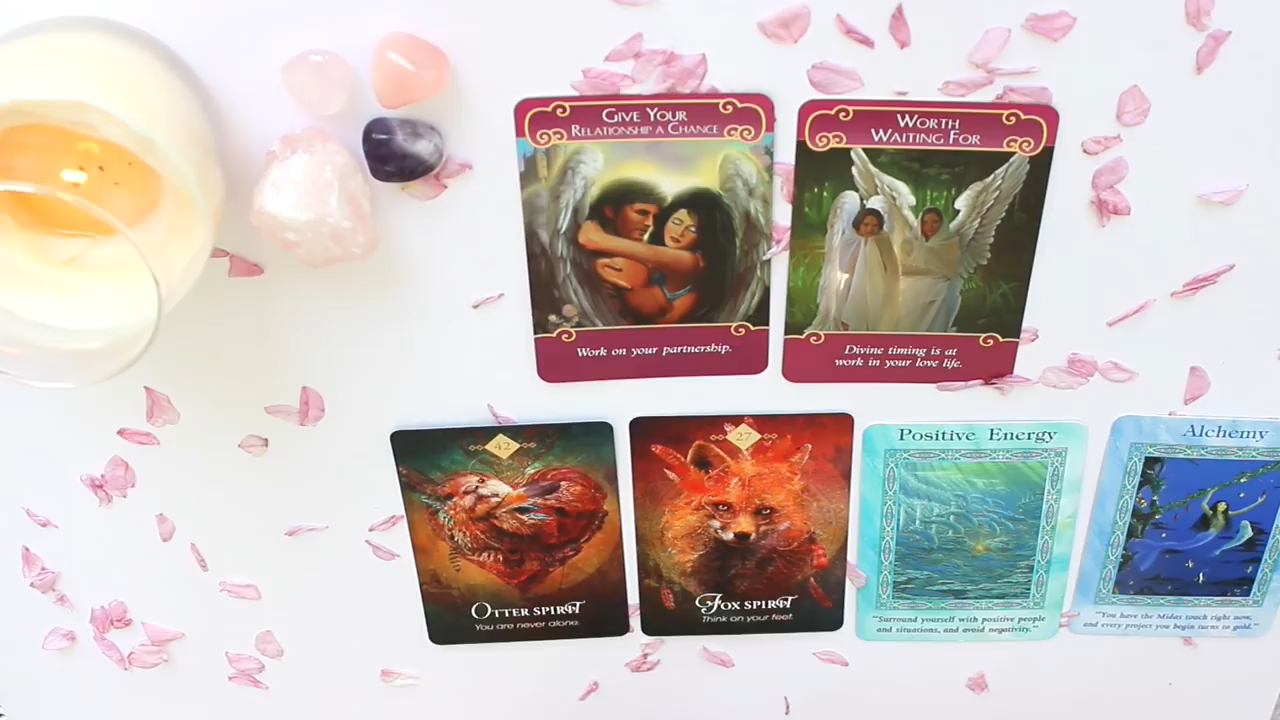 GIVE YOUR
RELATIONSHIP A CHANCE
Work on your partnership.
WORTH
WAITING FOR
Divine timing is at
work in your love life.
42
OTTER SPIRIT
You are never alone.
27
FOX SPIRIT
Think on your feet.
Positive Energy
"Surround yourself with positive people
and situations, and avoid negativity."
Alchemy
"You have the Midas touch right now,
and every project you begin turns to gold."